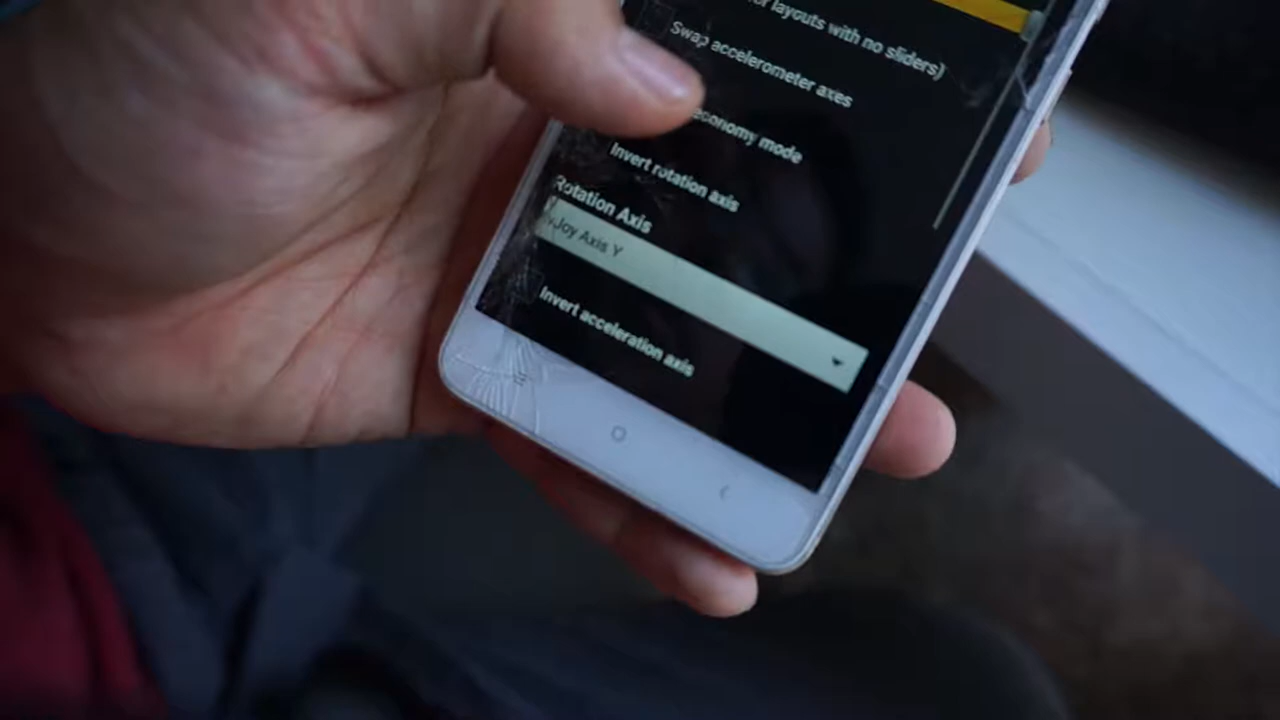 layouts with no sliders)
Swap accelerometer axes
economy mode
Invert rotation axis
Rotation Axis
Joy Axis Y
Invert acceleration axis